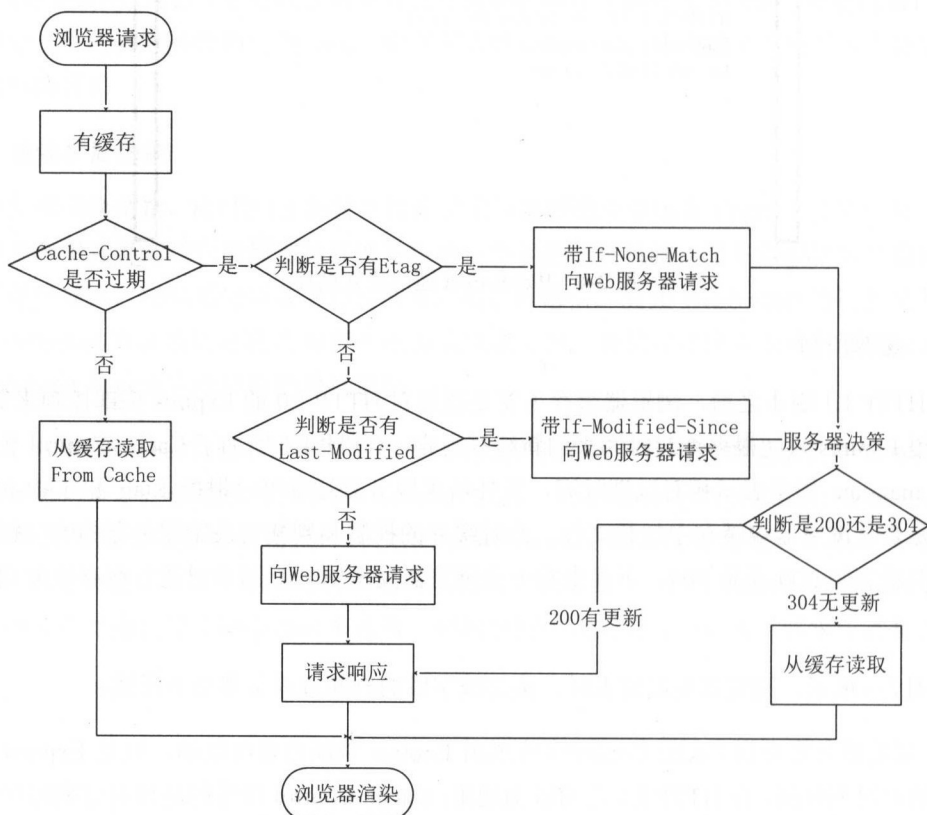 浏览器请求
有缓存
Cache-Control
是否过期
是
判断是否有Etag
是
带If-None-Match
向Web服务器请求
否
否
从缓存读取
From Cache
判断是否有
Last-Modified
是
带If-Modified-Since
向Web服务器请求
服务器决策
判断是200还是304
否
向Web服务器请求
200有更新
304无更新
请求响应
从缓存读取
浏览器渲染